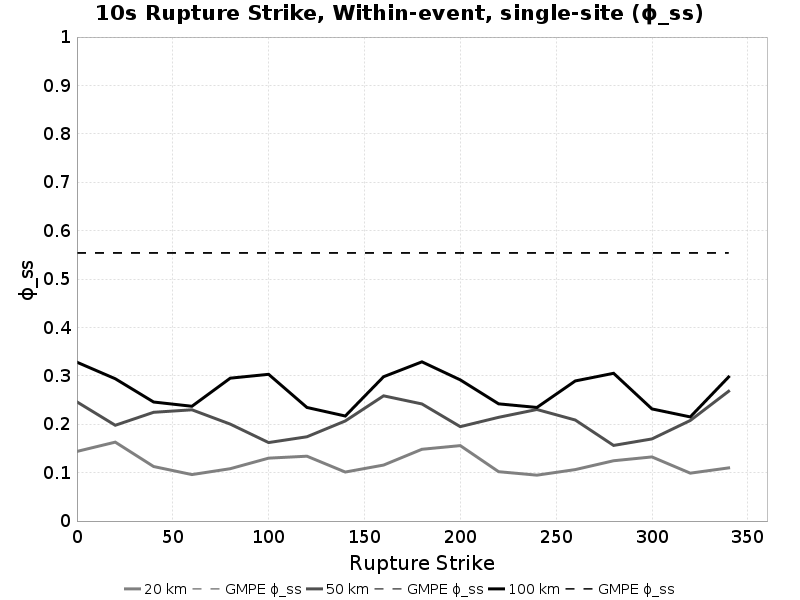 10s Rupture Strike, Within-event, single-site (ϕ_ss)
1
0.9
0.8
0.7
0.6
0.5
0.4
0.3
0.2
0.1
0
ϕ_ss
0 50 100 150 200 250 300 350
Rupture Strike
20 km GMPE ϕ_ss 50 km GMPE ϕ_ss 100 km GMPE ϕ_ss